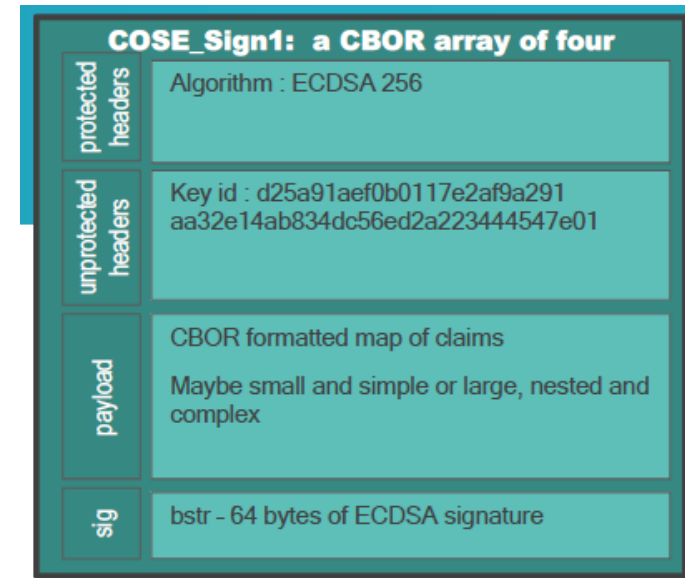 COSE_Sign1: a CBOR array of four
protected
headers
Algorithm : ECDSA 256
unprotected
headers
Key id : d25a91aef0b0117e2af9a291
aa32e14ab834dc56ed2a223444547e01
payload
CBOR formatted map of claims
Maybe small and simple or large, nested and
complex
sig
bstr - 64 bytes of ECDSA signature